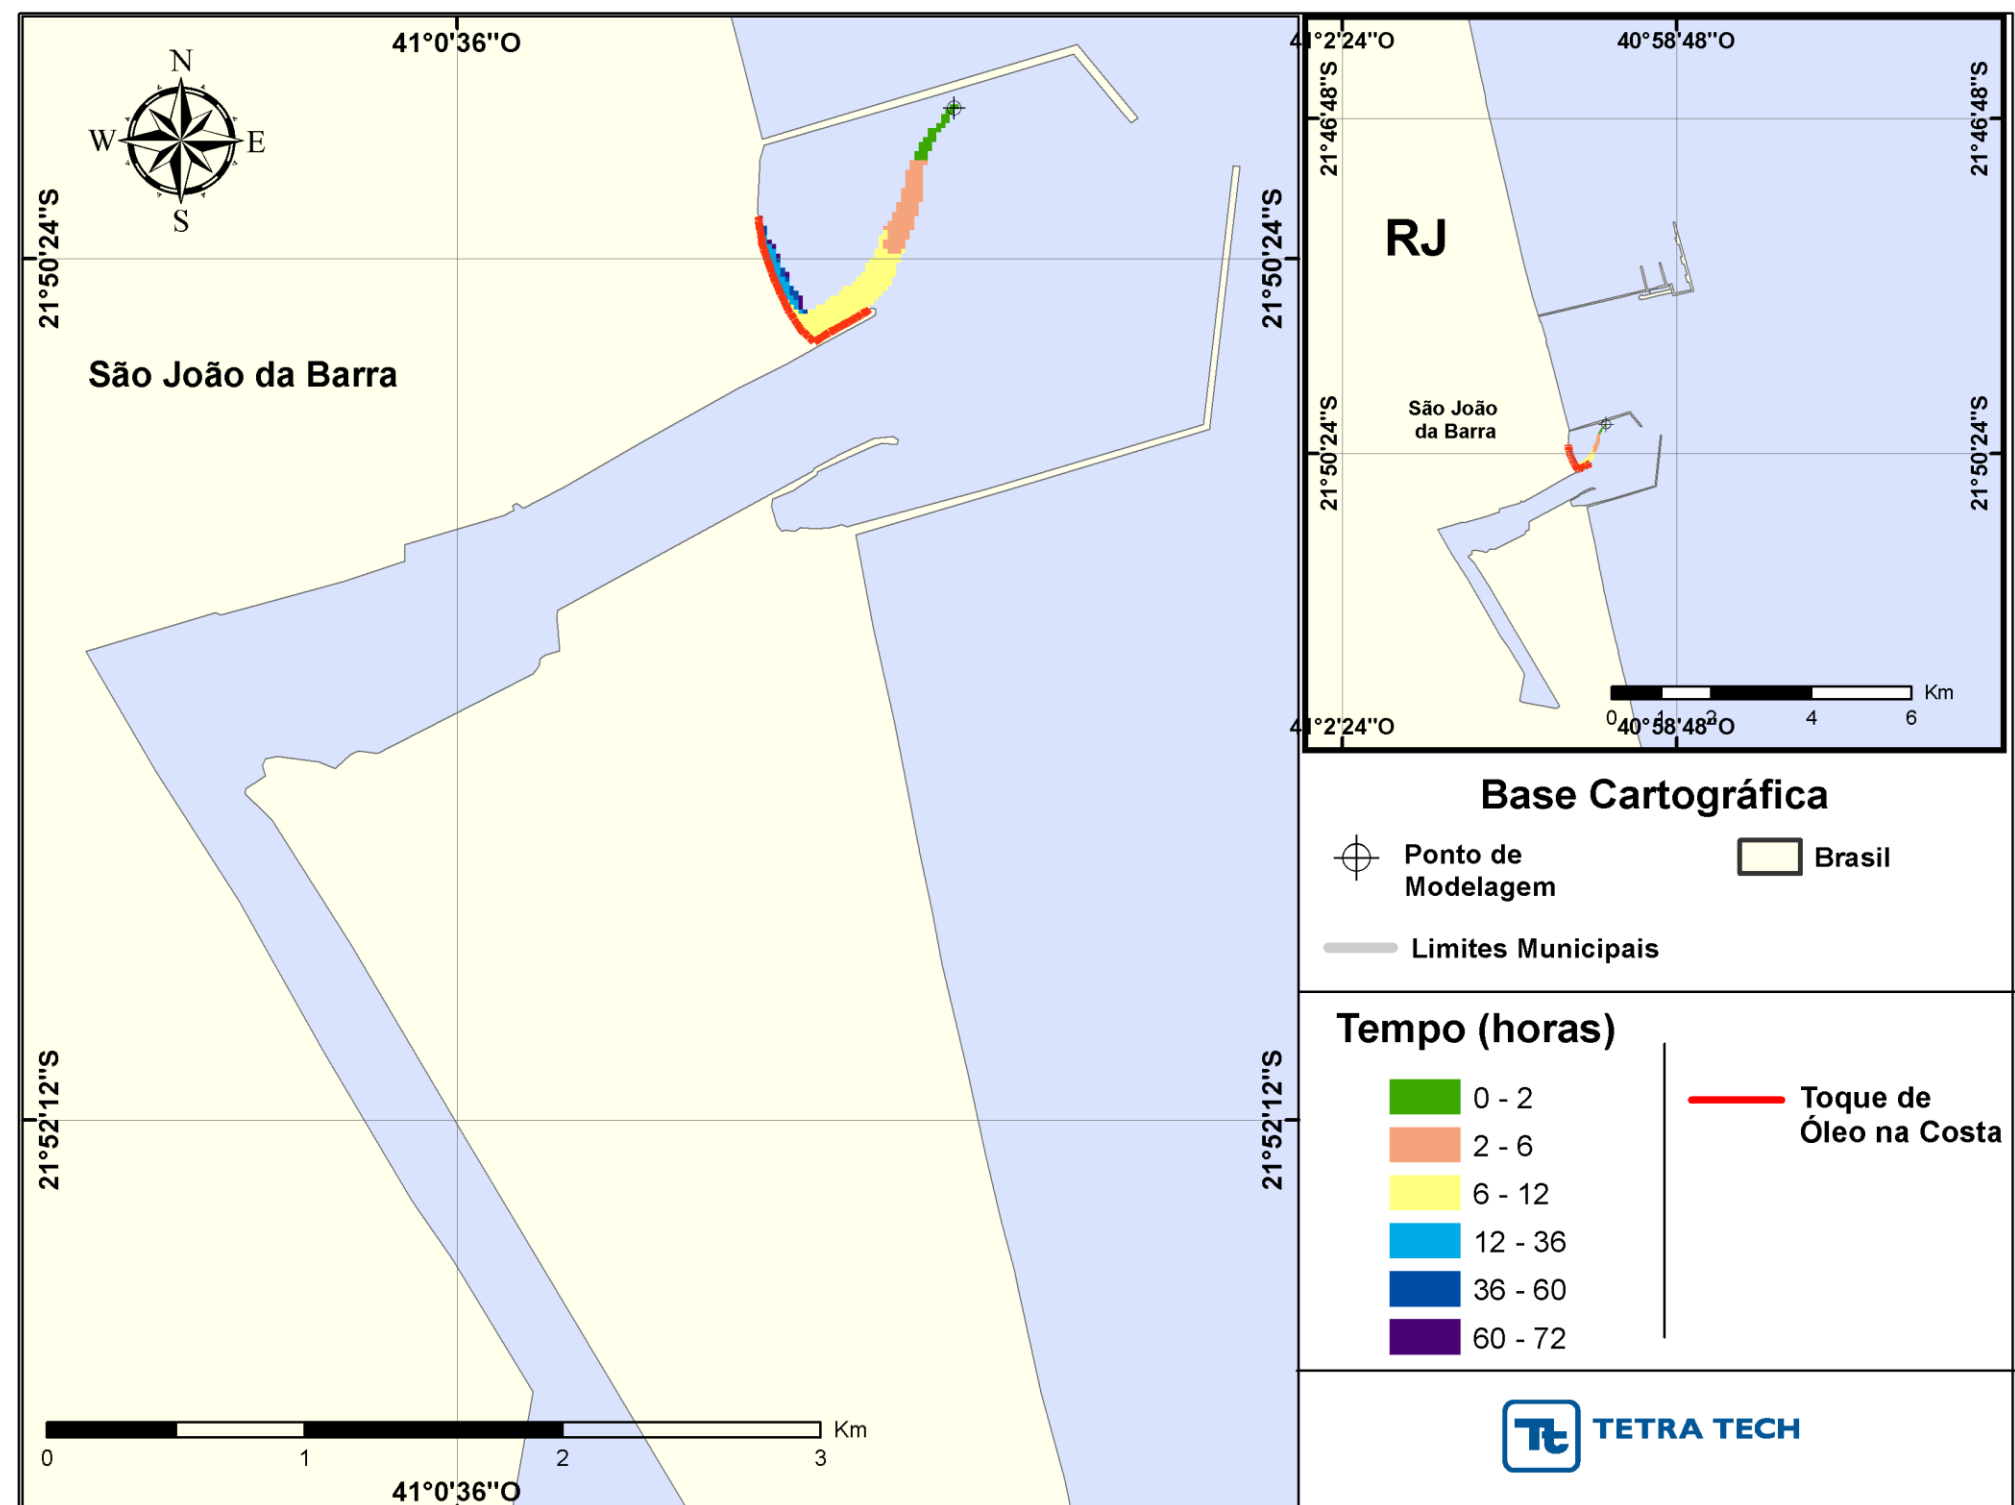 41°0'36"O
N
W
E
S
21°50'24"S
21°50'24"S
São João da Barra
21°52'12"S
21°52'12"S
0
1
2
3
Km
41°0'36"O
41°2'24"O
40°58'48"O
21°46'48"S
21°46'48"S
RJ
São João
da Barra
21°50'24"S
21°50'24"S
Km
0
1
2
4
6
41°2'24"O
40°58'48"O
Base Cartográfica
Ponto de
Modelagem
Brasil
Limites Municipais
Tempo (horas)
0 - 2
2 - 6
6 - 12
12 - 36
36 - 60
60 - 72
Toque de
Óleo na Costa
Tt
TETRA TECH